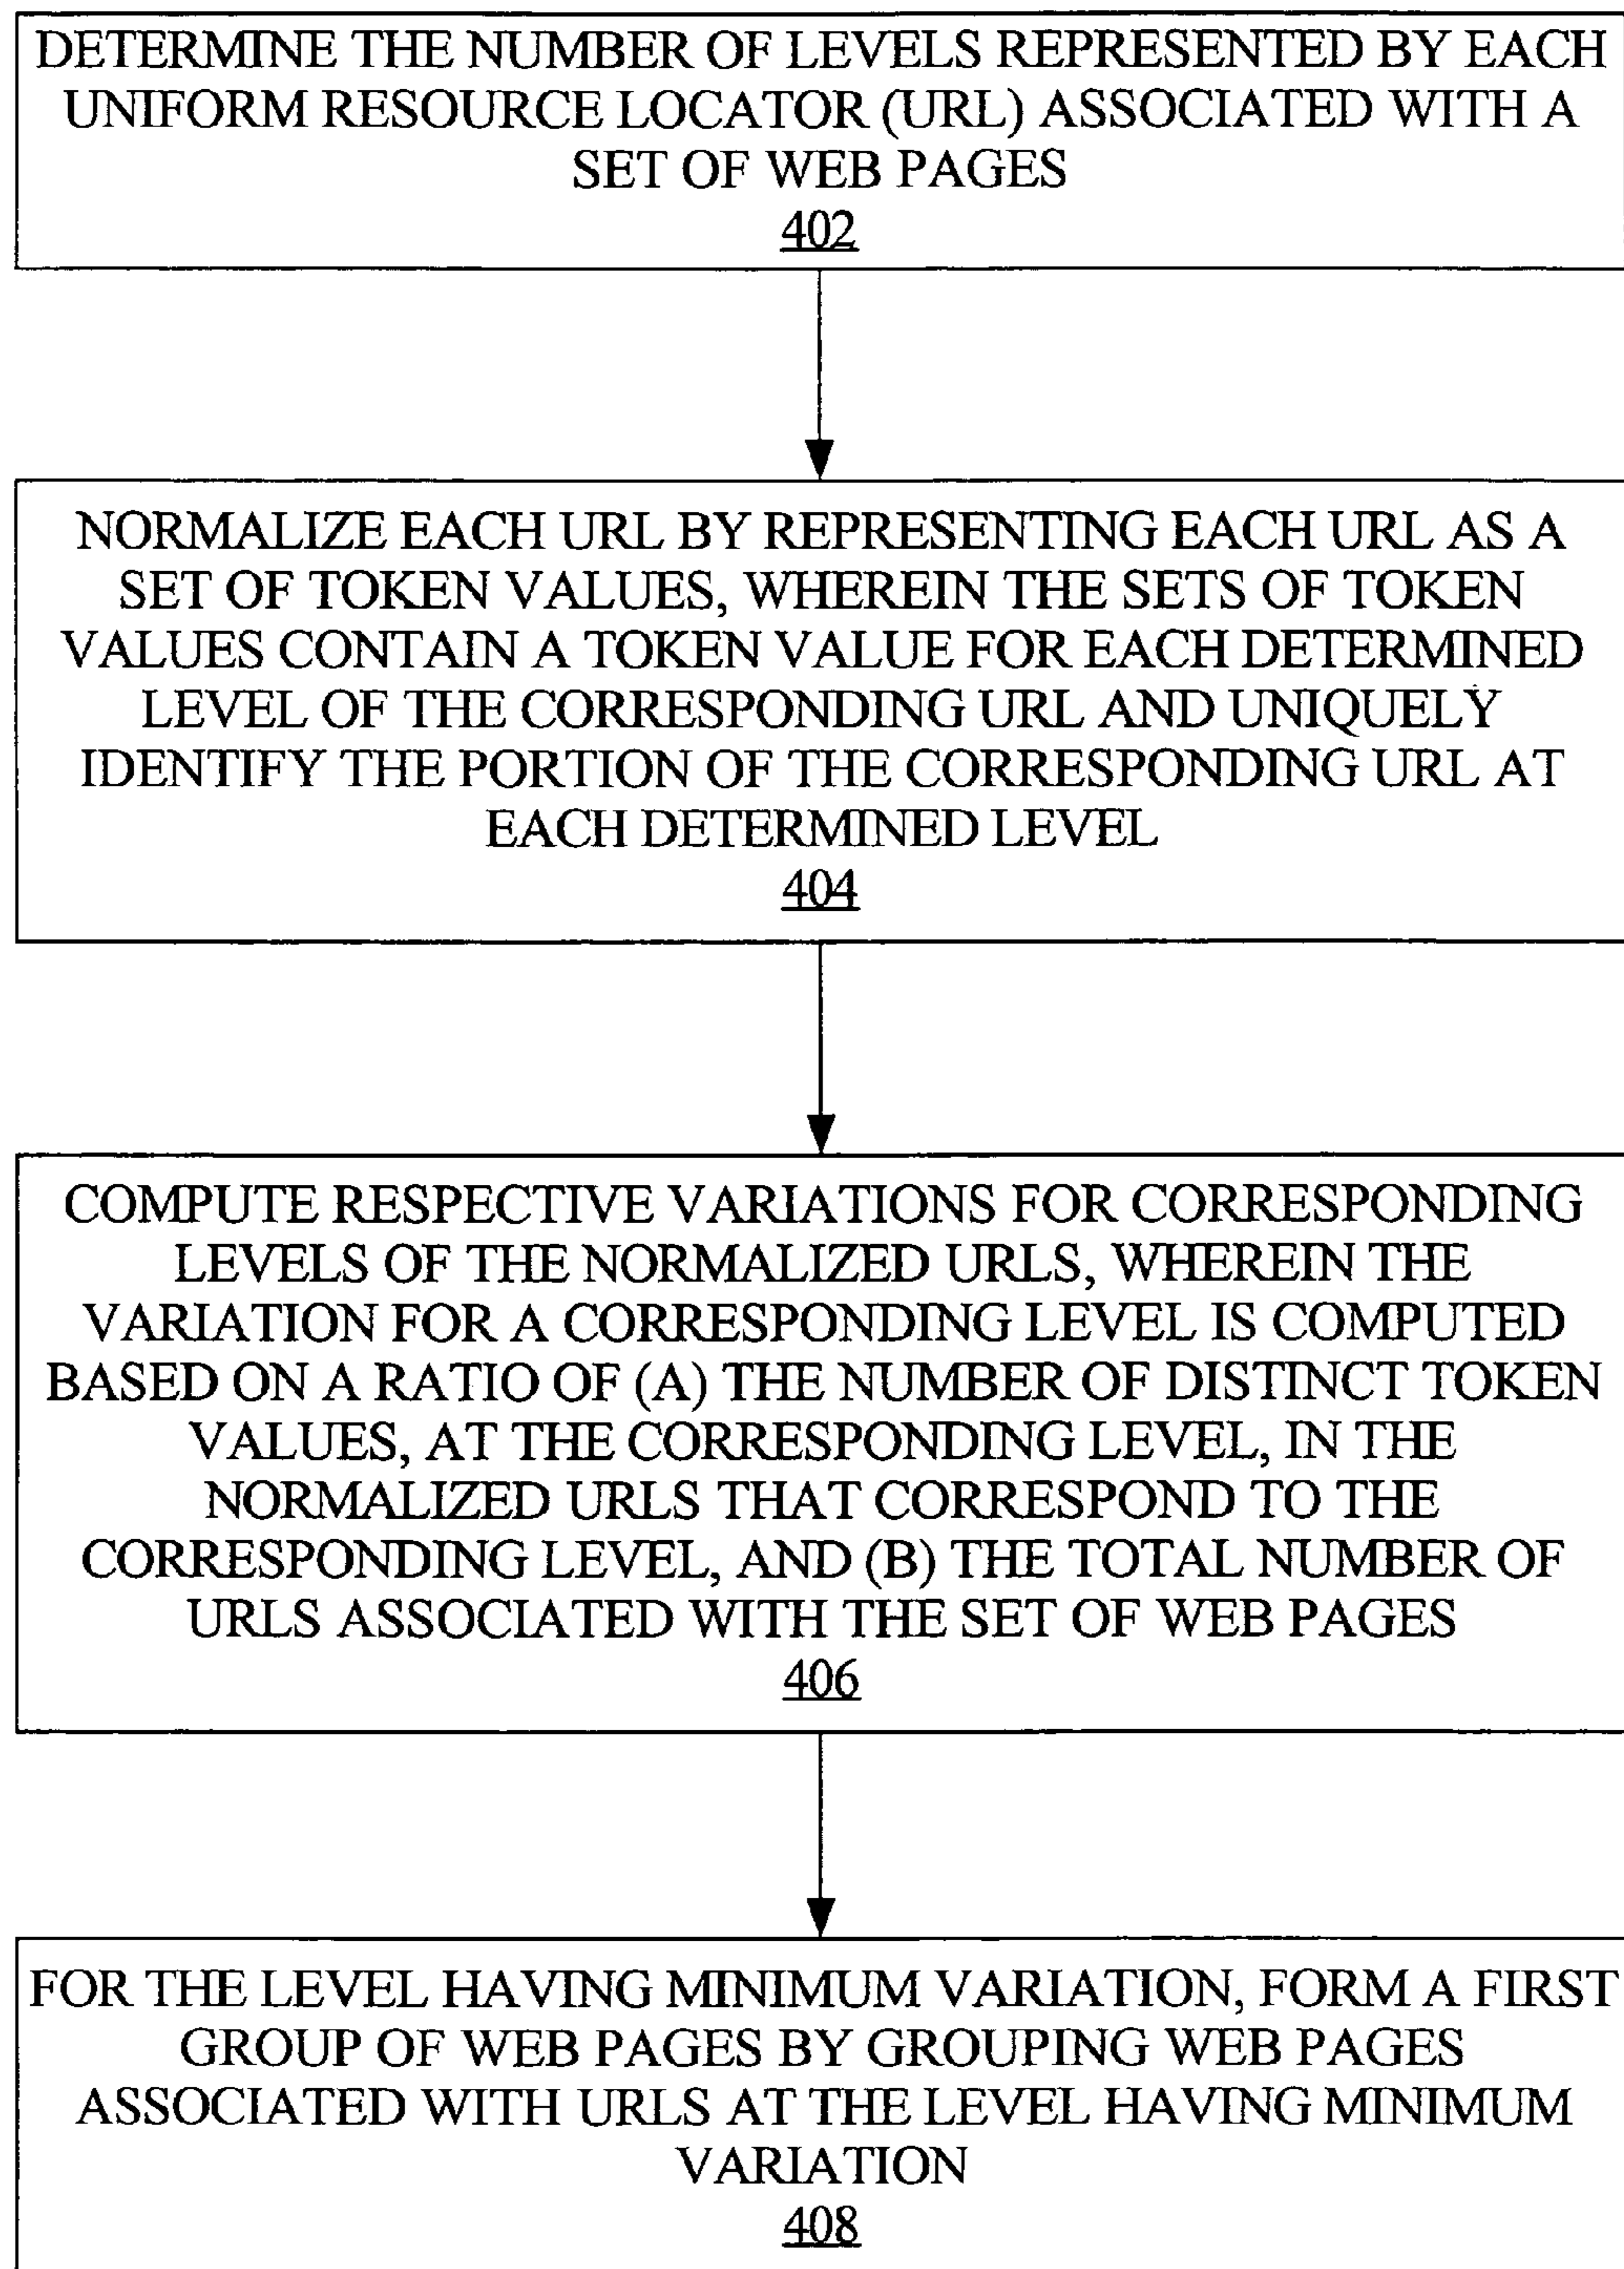 DETERMINE THE NUMBER OF LEVELS REPRESENTED BY EACH
UNIFORM RESOURCE LOCATOR (URL) ASSOCIATED WITH A
SET OF WEB PAGES
402
NORMALIZE EACH URL BY REPRESENTING EACH URL AS A
SET OF TOKEN VALUES, WHEREIN THE SETS OF TOKEN
VALUES CONTAIN A TOKEN VALUE FOR EACH DETERMINED
LEVEL OF THE CORRESPONDING URL AND UNIQUELY
IDENTIFY THE PORTION OF THE CORRESPONDING URL AT
EACH DETERMINED LEVEL
404
COMPUTE RESPECTIVE VARIATIONS FOR CORRESPONDING
LEVELS OF THE NORMALIZED URLS, WHEREIN THE
VARIATION FOR A CORRESPONDING LEVEL IS COMPUTED
BASED ON A RATIO OF (A) THE NUMBER OF DISTINCT TOKEN
VALUES, AT THE CORRESPONDING LEVEL, IN THE
NORMALIZED URLS THAT CORRESPOND TO THE
CORRESPONDING LEVEL, AND (B) THE TOTAL NUMBER OF
URLS ASSOCIATED WITH THE SET OF WEB PAGES
406
FOR THE LEVEL HAVING MINIMUM VARIATION, FORM A FIRST
GROUP OF WEB PAGES BY GROUPING WEB PAGES
ASSOCIATED WITH URLS AT THE LEVEL HAVING MINIMUM
VARIATION
408